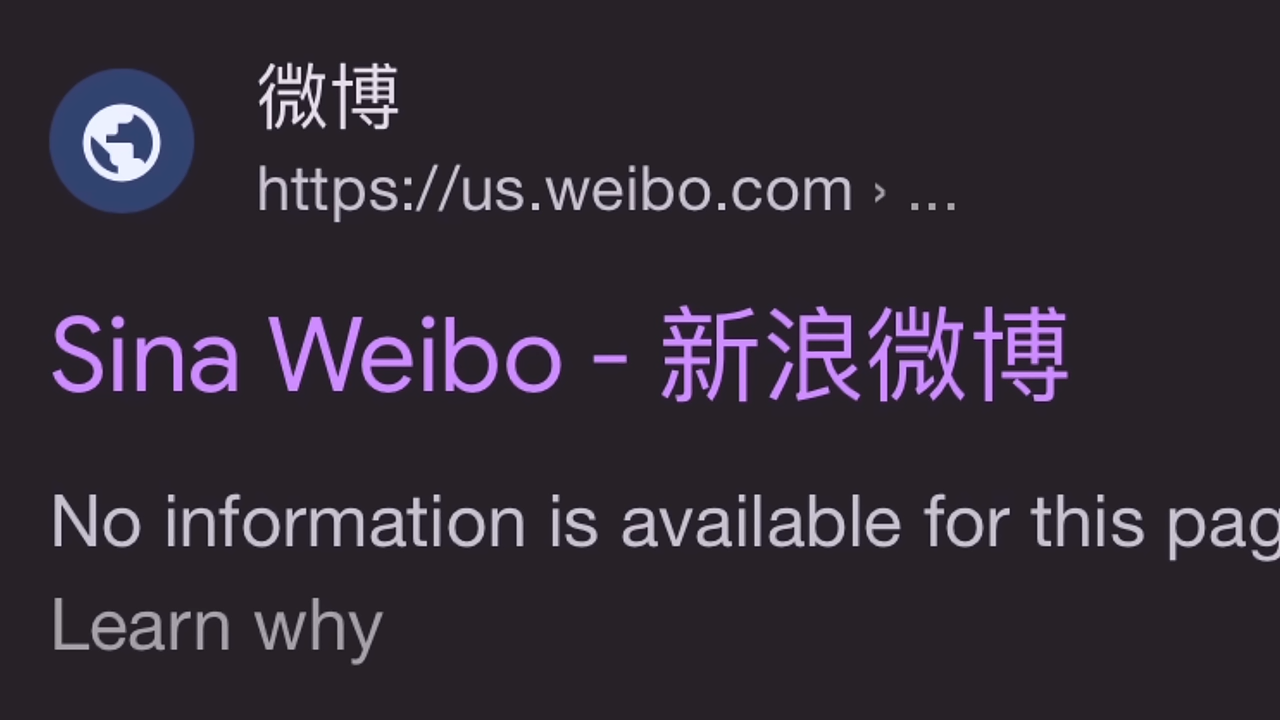 微博
https://us.weibo.com › ...
Sina Weibo - 新浪微博
No information is available for this pag
Learn why